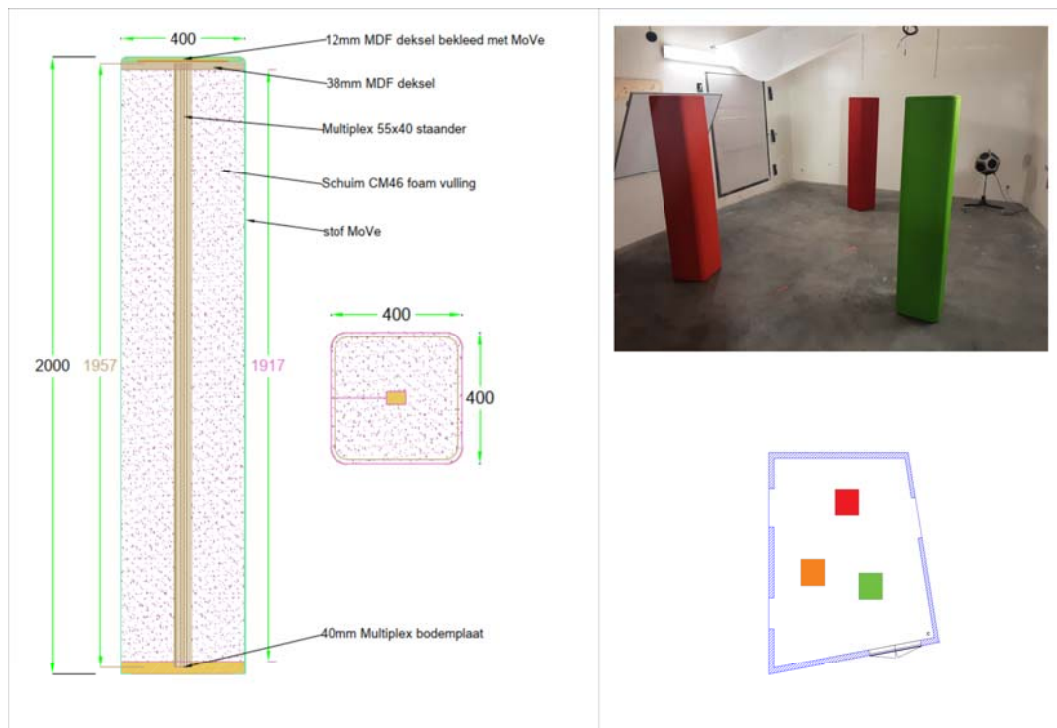 400
12mm MDF deksel bekleed met MoVe
38mm MDF deksel
Multiplex 55x40 staander
Schuim CM46 foam vulling
stof MoVe
400
2000
1957
1917
400
40mm Multiplex bodemplaat